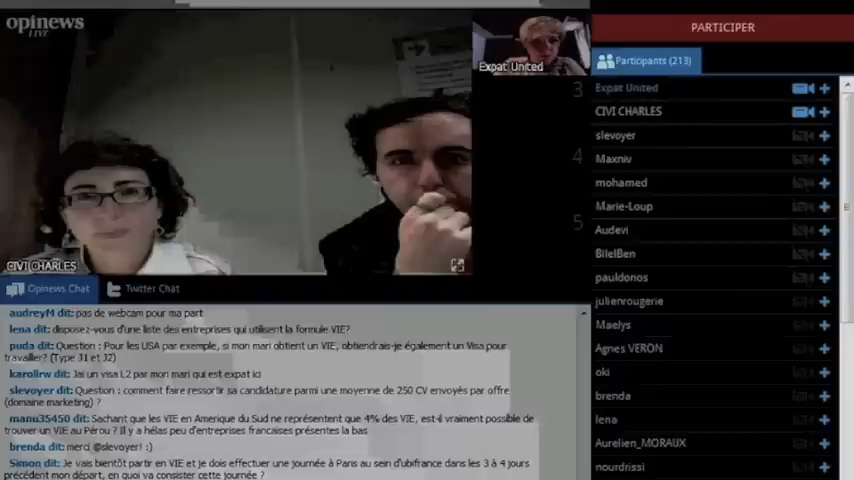 opinews
LIVE
Expat United
CIVI CHARLES
3
4
5
PARTICIPER
Participants (213)
Expat United
CIVI CHARLES
slevoyer
Maxniv
mohamed
Marie-Loup
Audevi
BilelBen
pauldonos
julienrougerie
Maelys
Agnes VERON
oki
brenda
lena
Aurelien_MORAUX
nourdrissi
Opinews Chat
Twitter Chat
audreyM dit: pas de webcam pour ma part
lena dit: disposez-vous d'une liste des entreprises qui utilisent la formule VIE?
puda dit: Question : Pour les USA par exemple, si mon mari obtient un VIE, obtiendrais-je également un Visa pour
travailler? (Type J1 et J2)
karolirw dit: Jai un visa L2 par mon mari qui est expat ici
slevoyer dit: Question : comment faire ressortir sa candidature parmi une moyenne de 250 CV envoyés par offre
(domaine marketing) ?
manu35450 dit: Sachant que les VIE en Amerique du Sud ne représentent que 4% des VIE, est-il vraiment possible de
trouver un VIE au Pérou ? Il y a hélas peu d'entreprises francaises présentes la bas
brenda dit: merci @slevoyer! :)
Simon dit: Je vais bientôt partir en VIE et je dois effectuer une journée à Paris au sein d'ubifrance dans les 3 à 4 jours
précédent mon départ, en quoi va consister cette journée ?